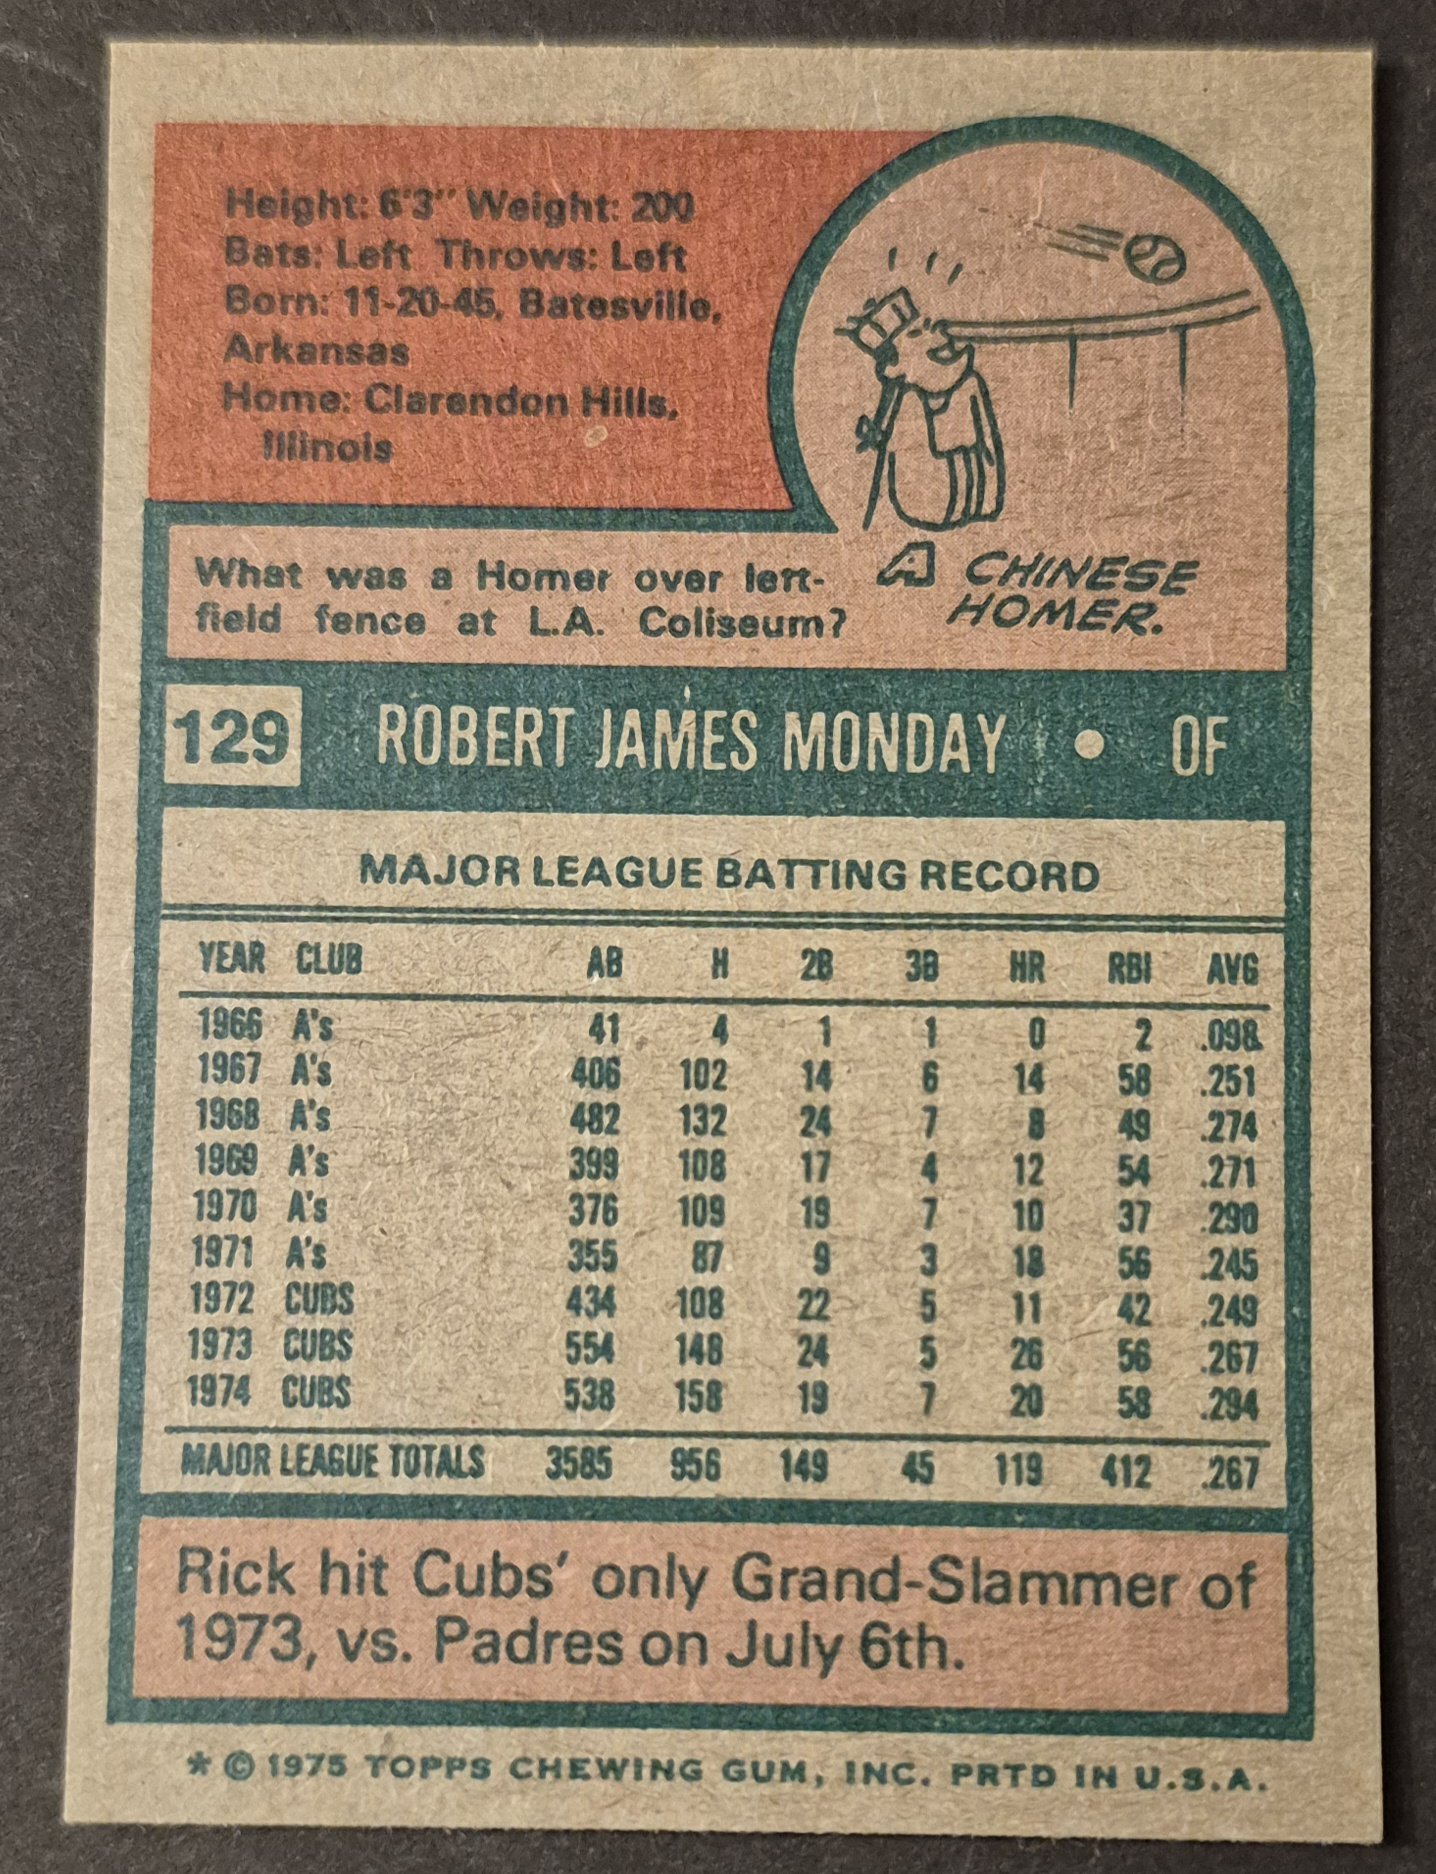 Height: 6'3" Weight: 200
Bats: Left Throws: Left
Born: 11-20-45, Batesville,
Arkansas
Home: Clarendon Hills,
Illinois
What was a Homer over left-
field fence at L.A. Coliseum?
A CHINESE
HOMER.
129 ROBERT JAMES MONDAY • OF
MAJOR LEAGUE BATTING RECORD
YEAR CLUB AB H 2B 3B HR RBI AVG
1966 A's 41 4 1 1 0 2 .098
1967 A's 406 102 14 6 14 58 .251
1968 A's 482 132 24 7 8 49 .274
1969 A's 399 108 17 4 12 54 .271
1970 A's 376 109 19 7 10 37 .290
1971 A's 355 87 9 3 18 56 .245
1972 CUBS 434 108 22 5 11 42 .249
1973 CUBS 554 148 24 5 26 56 .267
1974 CUBS 538 158 19 7 20 58 .294
MAJOR LEAGUE TOTALS 3585 956 149 45 119 412 .267
Rick hit Cubs' only Grand-Slammer of
1973, vs. Padres on July 6th.
* © 1975 TOPPS CHEWING GUM, INC. PRTD IN U.S.A.